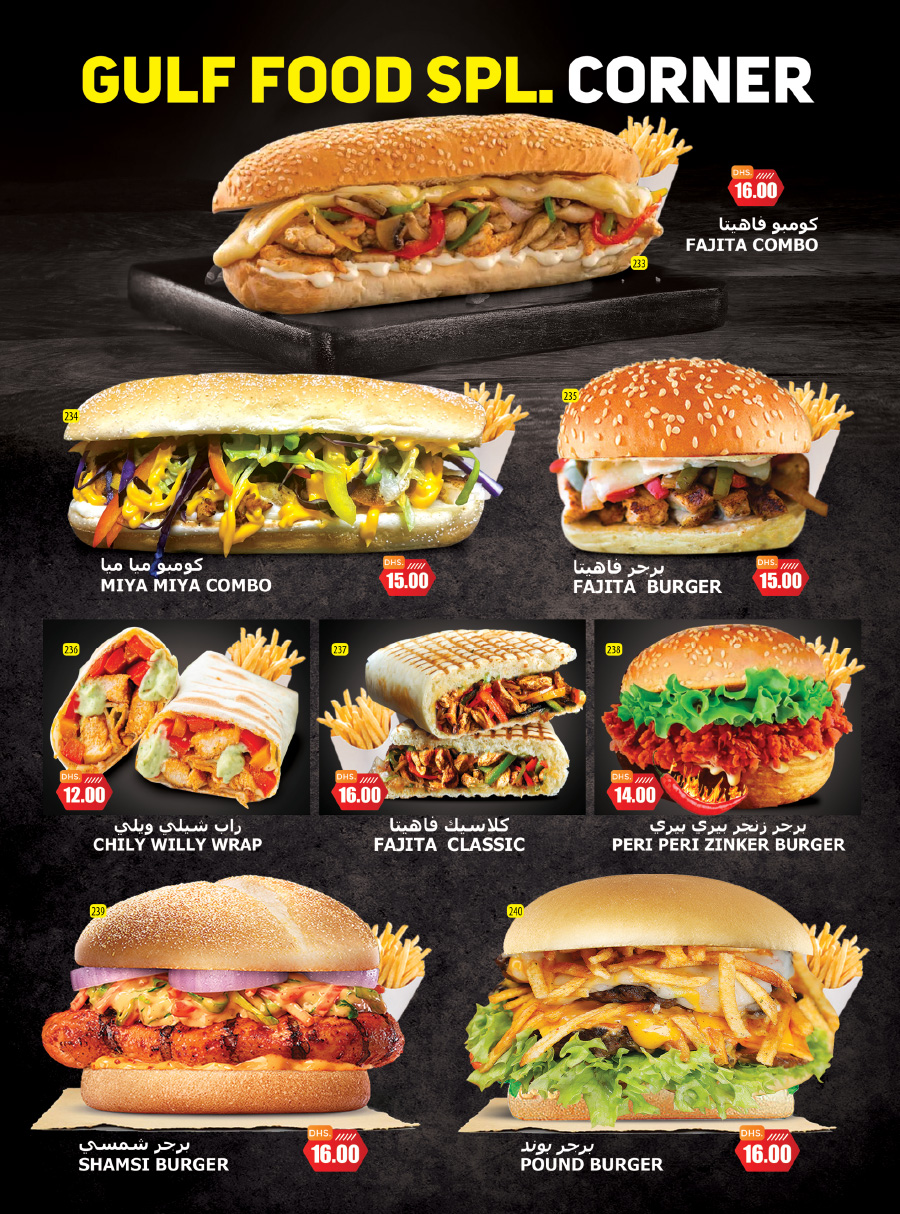 GULF FOOD SPL. CORNER
DHS.
16.00
كومبو فاهيتا
FAJITA COMBO
233
234
كومبو ميا ميا
MIYA MIYA COMBO
DHS.
15.00
235
برجر فاهيتا
FAJITA BURGER
DHS.
15.00
236
DHS.
12.00
راب شيلي ويلي
CHILY WILLY WRAP
237
DHS.
16.00
كلاسيك فاهيتا
FAJITA CLASSIC
238
DHS.
14.00
برجر زنجر بيري بيري
PERI PERI ZINKER BURGER
239
برجر شمسي
SHAMSI BURGER
DHS.
16.00
240
برجر بوند
POUND BURGER
DHS.
16.00